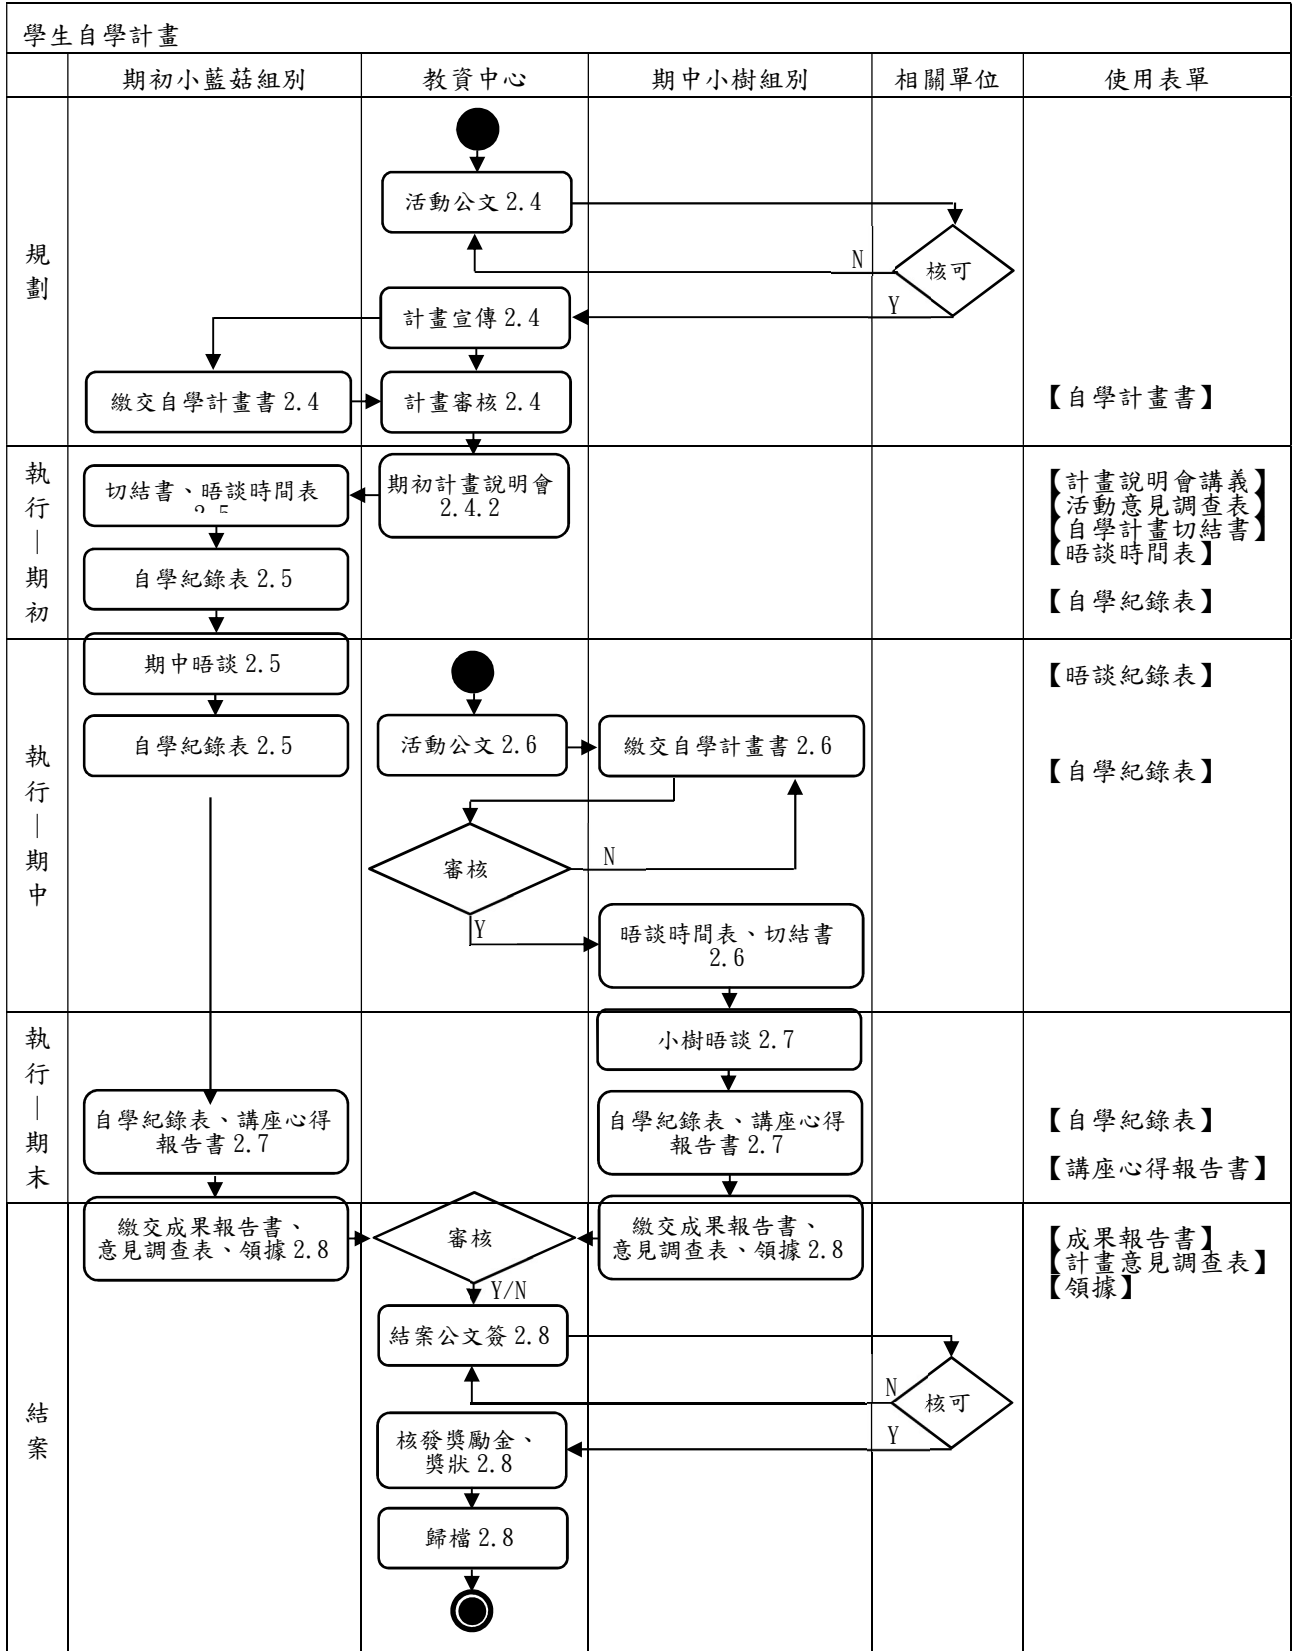 學生自學計畫
期初小藍菇組別
教資中心
期中小樹組別
相關單位
使用表單
規
劃
活動公文 2.4
核可
N
Y
計畫宣傳 2.4
繳交自學計畫書 2.4
計畫審核 2.4
【自學計畫書】
執
行
｜
期
初
切結書、晤談時間表
期初計畫說明會
2.4.2
【計畫說明會講義】
【活動意見調查表】
【自學計畫切結書】
【晤談時間表】
自學紀錄表 2.5
【自學紀錄表】
執
行
｜
期
中
期中晤談 2.5
【晤談紀錄表】
自學紀錄表 2.5
活動公文 2.6
繳交自學計畫書 2.6
【自學紀錄表】
審核
N
Y
晤談時間表、切結書
2.6
執
行
｜
期
末
小樹晤談 2.7
自學紀錄表、講座心得
報告書 2.7
自學紀錄表、講座心得
報告書 2.7
【自學紀錄表】
【講座心得報告書】
結
案
繳交成果報告書、
意見調查表、領據 2.8
審核
繳交成果報告書、
意見調查表、領據 2.8
【成果報告書】
【計畫意見調查表】
【領據】
Y/N
結案公文簽 2.8
核可
N
Y
核發獎勵金、
獎狀 2.8
歸檔 2.8